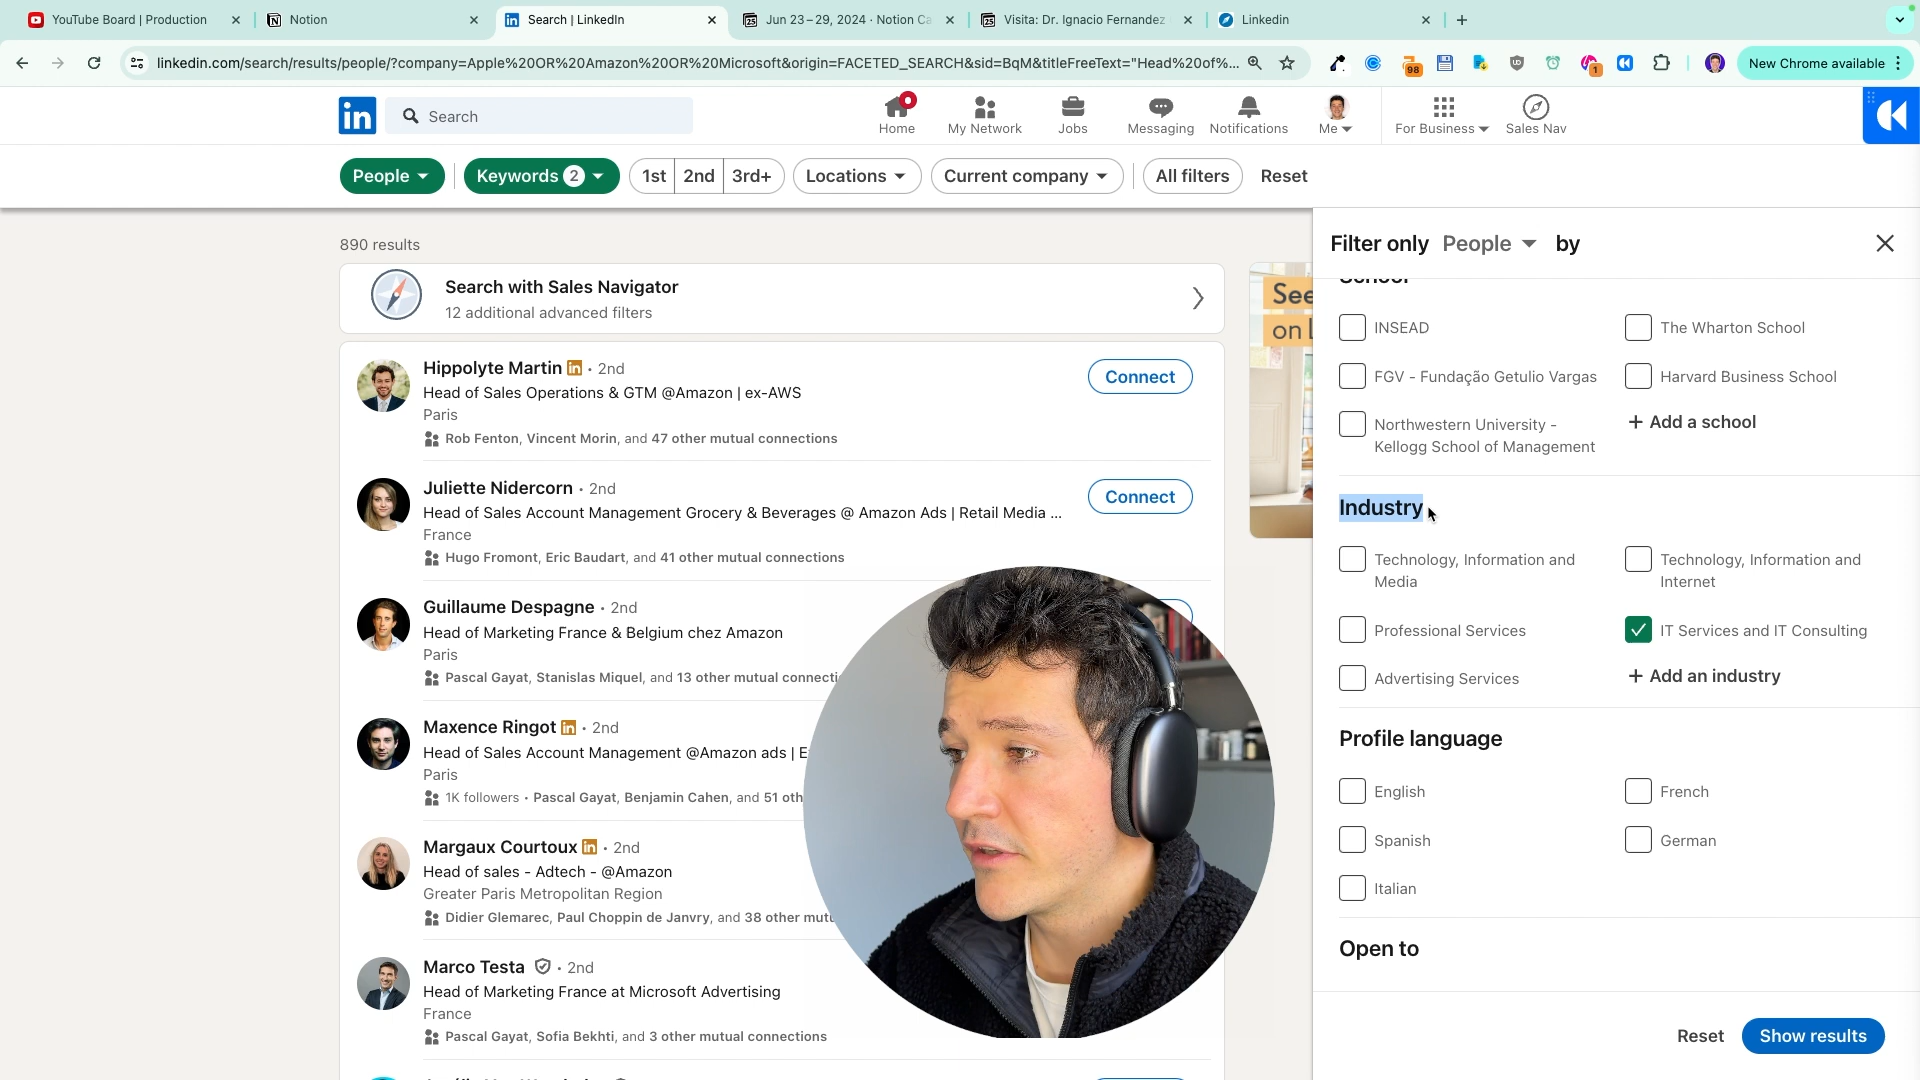 YouTube Board | Production
Notion
Search | LinkedIn
Jun 23 – 29, 2024 · Notion Ca
Visita: Dr. Ignacio Fernandez
Linkedin
linkedin.com/search/results/people/?company=Apple%20OR%20Amazon%20OR%20Microsoft&origin=FACETED_SEARCH&sid=BqM&titleFreeText="Head%20of%...
98
1
New Chrome available
in
Search
Home
My Network
Jobs
Messaging
Notifications
Me
For Business
Sales Nav
People
Keywords 2
1st
2nd
3rd+
Locations
Current company
All filters
Reset
890 results
Search with Sales Navigator
12 additional advanced filters
Hippolyte Martin in • 2nd
Head of Sales Operations & GTM @Amazon | ex-AWS
Paris
Rob Fenton, Vincent Morin, and 47 other mutual connections
Connect
Juliette Nidercorn • 2nd
Head of Sales Account Management Grocery & Beverages @ Amazon Ads | Retail Media ...
France
Hugo Fromont, Eric Baudart, and 41 other mutual connections
Connect
Guillaume Despagne • 2nd
Head of Marketing France & Belgium chez Amazon
Paris
Pascal Gayat, Stanislas Miquel, and 13 other mutual connecti
Maxence Ringot in • 2nd
Head of Sales Account Management @Amazon ads | E
Paris
1K followers • Pascal Gayat, Benjamin Cahen, and 51 oth
Margaux Courtoux in • 2nd
Head of sales - Adtech - @Amazon
Greater Paris Metropolitan Region
Didier Glemarec, Paul Choppin de Janvry, and 38 other mutu
Marco Testa • 2nd
Head of Marketing France at Microsoft Advertising
France
Pascal Gayat, Sofia Bekhti, and 3 other mutual connections
See
on
Filter only People by
School
INSEAD
The Wharton School
FGV - Fundação Getulio Vargas
Harvard Business School
Northwestern University -
Kellogg School of Management
+ Add a school
Industry
Technology, Information and
Media
Technology, Information and
Internet
Professional Services
IT Services and IT Consulting
Advertising Services
+ Add an industry
Profile language
English
French
Spanish
German
Italian
Open to
Reset
Show results